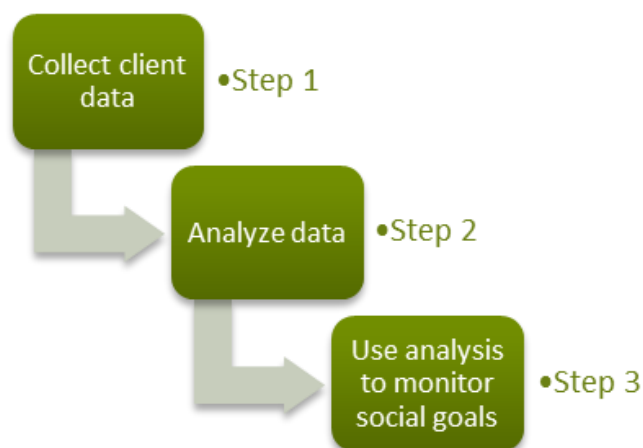 Collect client
data
•Step 1
Analyze data
•Step 2
Use analysis
to monitor
social goals
•Step 3